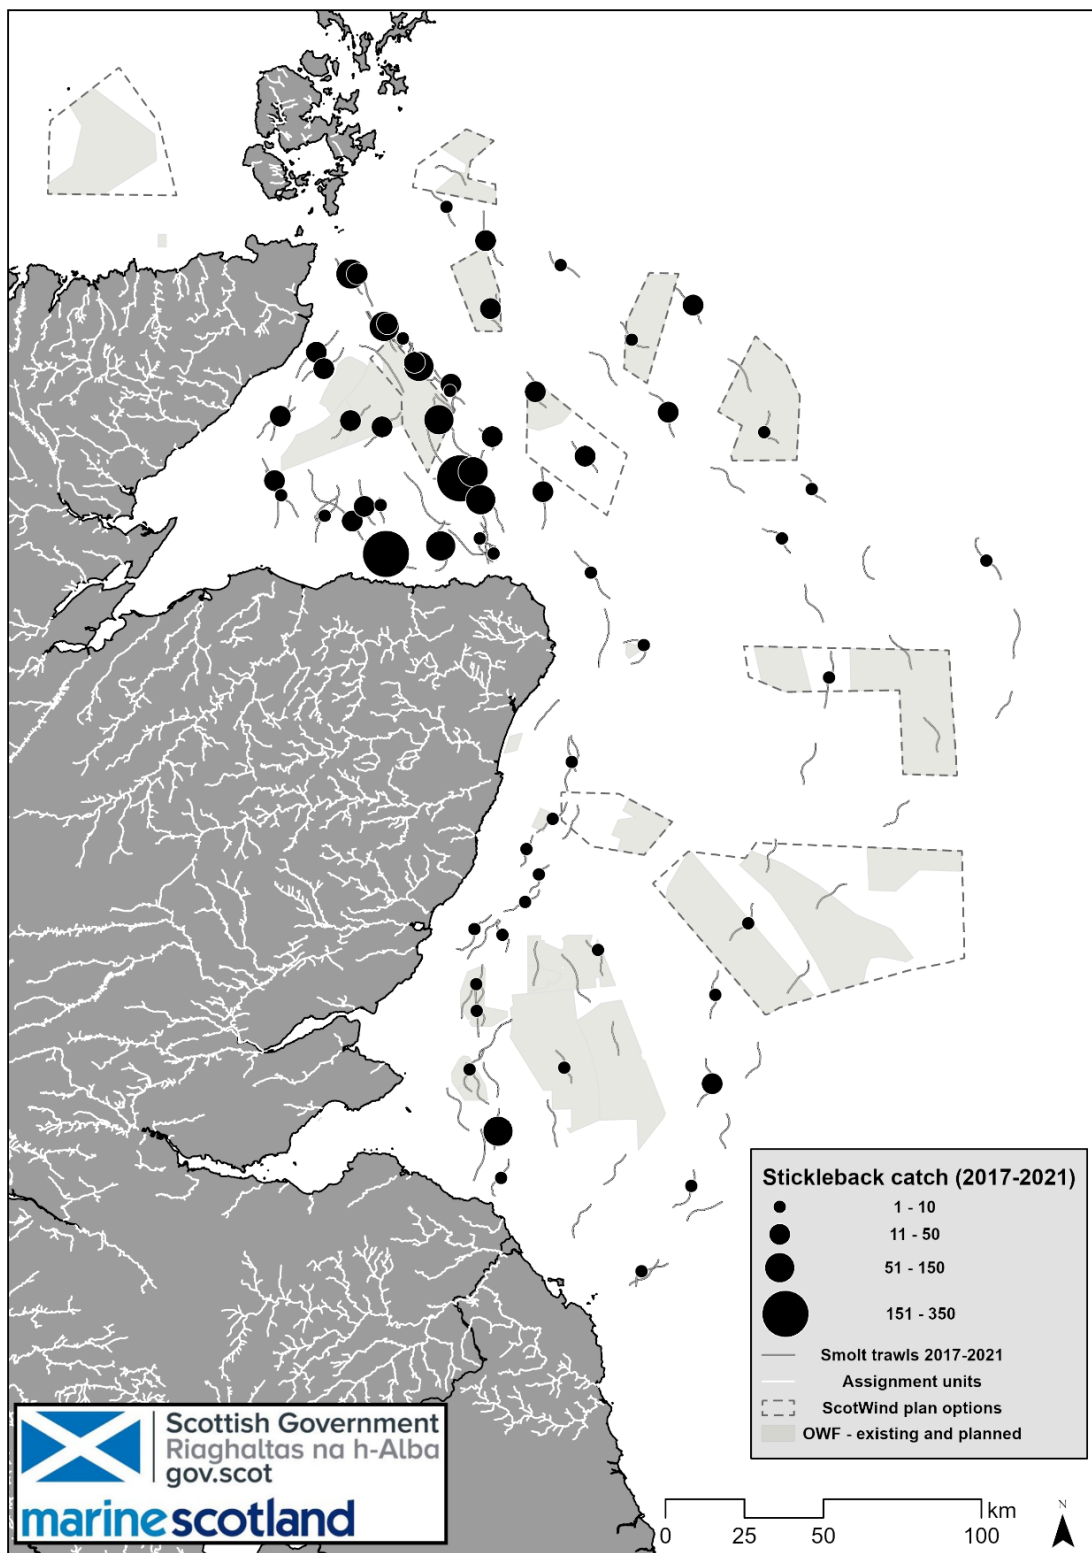 Stickleback catch (2017-2021)
1 - 10
11 - 50
51 - 150
151 - 350
Smolt trawls 2017-2021
Assignment units
ScotWind plan options
OWF - existing and planned
Scottish Government
Riaghaltas na h-Alba
gov.scot
marinescotland
km
0 25 50 100
N